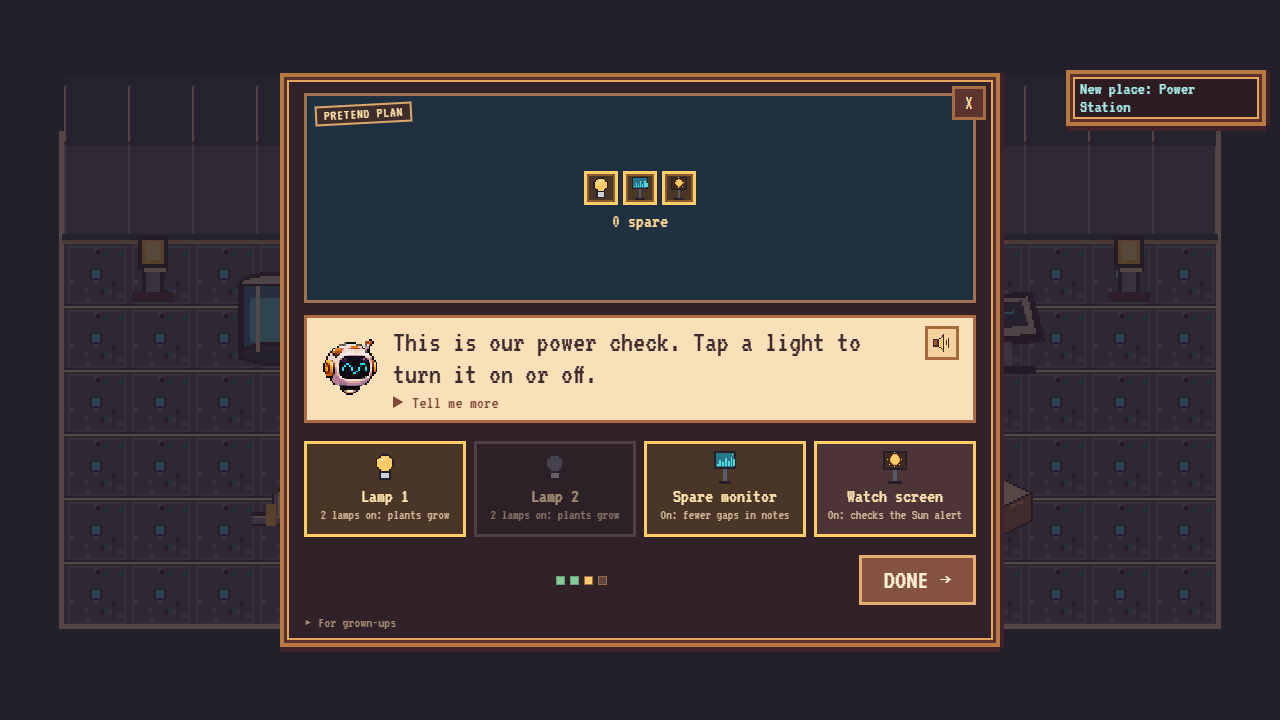 New place: Power
Station
PRETEND PLAN
X
0 spare
This is our power check. Tap a light to
turn it on or off.
▶ Tell me more
Lamp 1
2 lamps on: plants grow
Lamp 2
2 lamps on: plants grow
Spare monitor
On: fewer gaps in notes
Watch screen
On: checks the Sun alert
DONE →
▶ For grown-ups